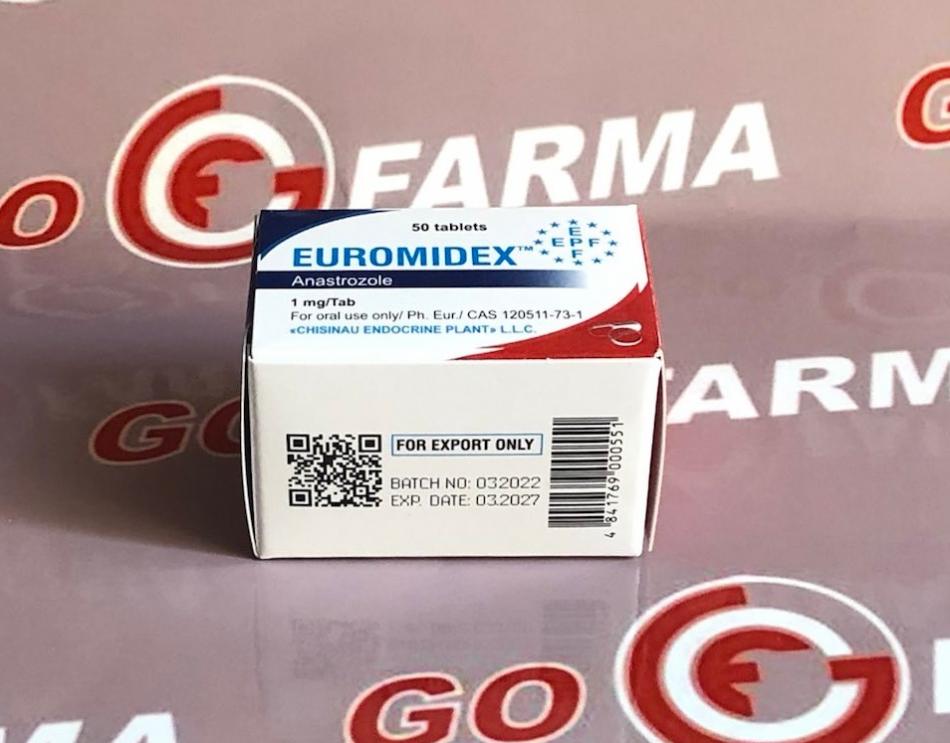 GO FARMA
G
50 tablets
EUROMIDEX™
E
EPF
F
Anastrozole
1 mg/Tab
For oral use only/ Ph. Eur./ CAS 120511-73-1
«CHISINAU ENDOCRINE PLANT» L.L.C.
GO FARM
FOR EXPORT ONLY
BATCH NO: 032022
EXP. DATE: 03.2027
4 841769 000551
GO